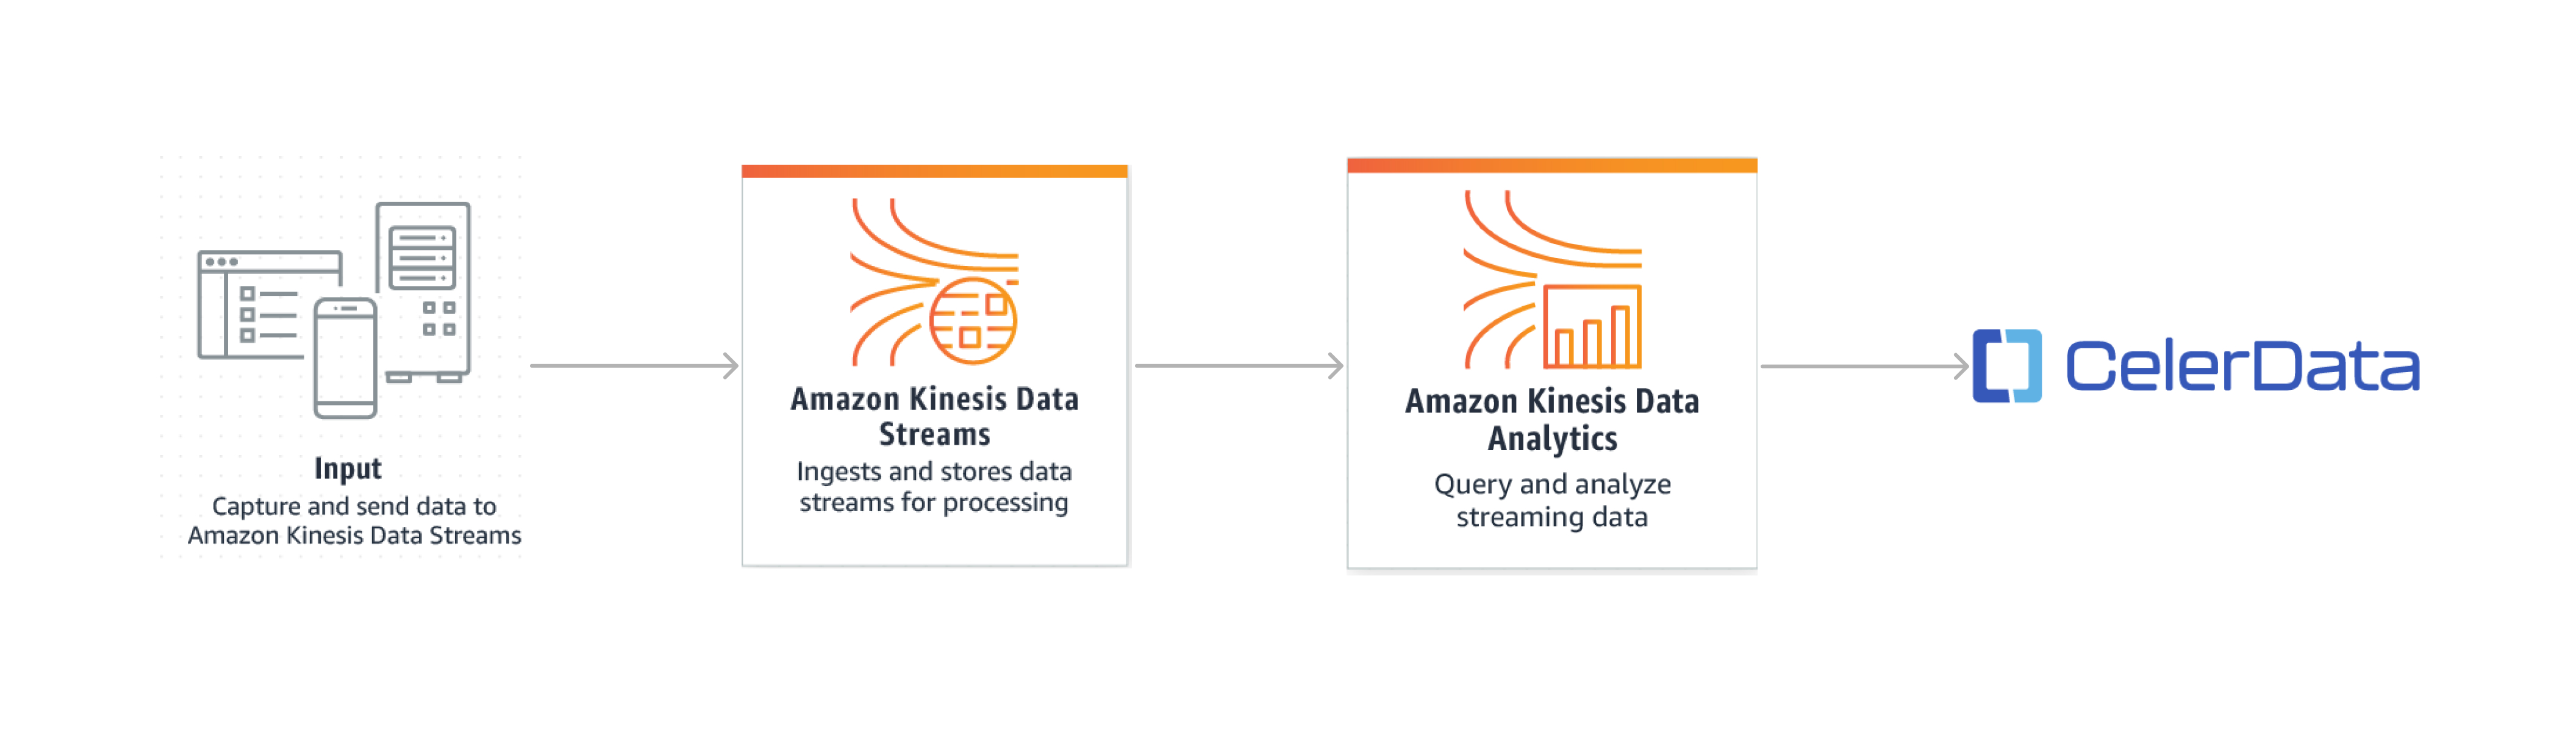 Input
Capture and send data to
Amazon Kinesis Data Streams
Amazon Kinesis Data
Streams
Ingests and stores data
streams for processing
Amazon Kinesis Data
Analytics
Query and analyze
streaming data
CelerData